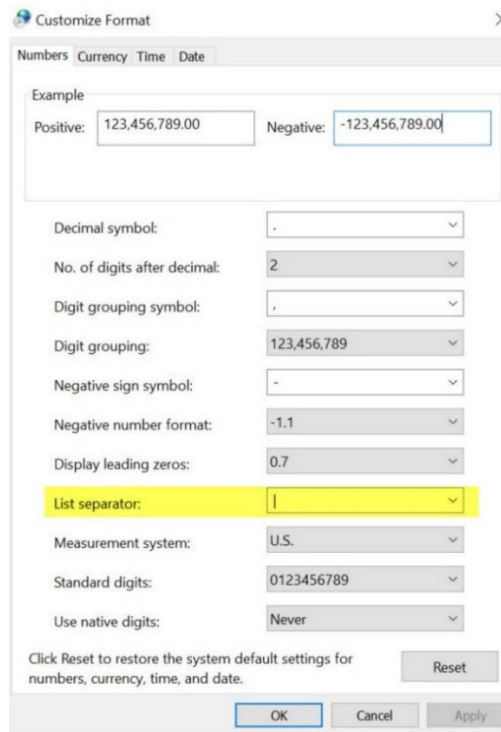 Customize Format
Numbers Currency Time Date
Example
Positive: 123,456,789.00 Negative: -123,456,789.00
Decimal symbol: .
No. of digits after decimal: 2
Digit grouping symbol: ,
Digit grouping: 123,456,789
Negative sign symbol: -
Negative number format: -1.1
Display leading zeros: 0.7
List separator: |
Measurement system: U.S.
Standard digits: 0123456789
Use native digits: Never
Click Reset to restore the system default settings for
numbers, currency, time, and date.
Reset
OK Cancel Apply